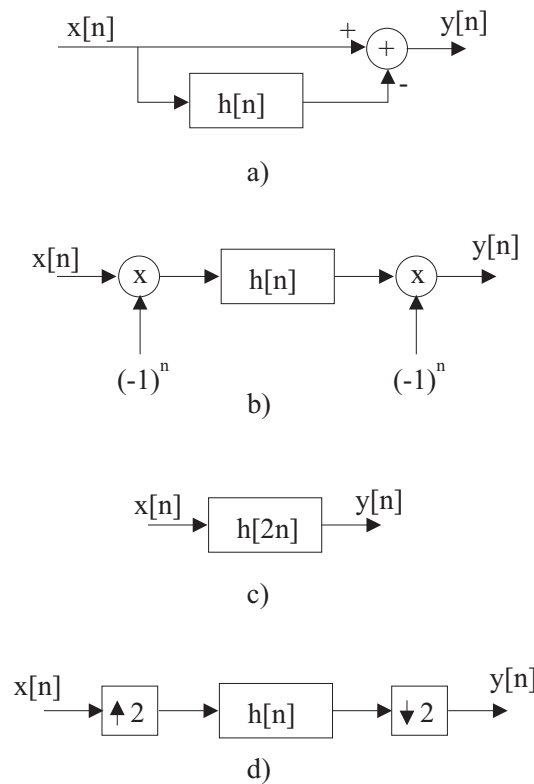 x[n] + + y[n]
h[n] -
a)
x[n] x h[n] x y[n]
(-1)^n (-1)^n
b)
x[n] h[2n] y[n]
c)
x[n] 2 h[n] 2 y[n]
d)